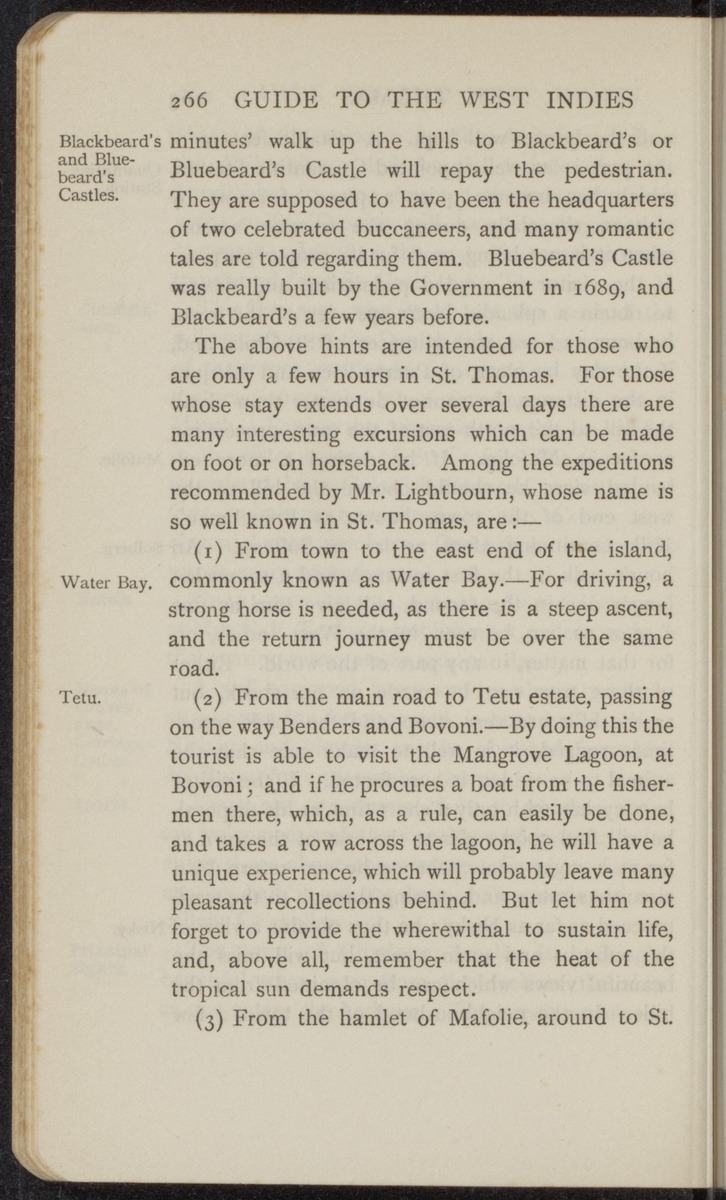 266 GUIDE TO THE WEST INDIES
Blackbeard's
and Blue-
beard's
Castles.
minutes' walk up the hills to Blackbeard's or
Bluebeard's Castle will repay the pedestrian.
They are supposed to have been the headquarters
of two celebrated buccaneers, and many romantic
tales are told regarding them. Bluebeard's Castle
was really built by the Government in 1689, and
Blackbeard's a few years before.
The above hints are intended for those who
are only a few hours in St. Thomas. For those
whose stay extends over several days there are
many interesting excursions which can be made
on foot or on horseback. Among the expeditions
recommended by Mr. Lightbourn, whose name is
so well known in St. Thomas, are:—
(1) From town to the east end of the island,
Water Bay.
commonly known as Water Bay.—For driving, a
strong horse is needed, as there is a steep ascent,
and the return journey must be over the same
road.
Tetu.
(2) From the main road to Tetu estate, passing
on the way Benders and Bovoni.—By doing this the
tourist is able to visit the Mangrove Lagoon, at
Bovoni; and if he procures a boat from the fisher-
men there, which, as a rule, can easily be done,
and takes a row across the lagoon, he will have a
unique experience, which will probably leave many
pleasant recollections behind. But let him not
forget to provide the wherewithal to sustain life,
and, above all, remember that the heat of the
tropical sun demands respect.
(3) From the hamlet of Mafolie, around to St.